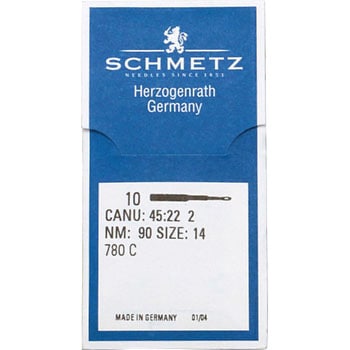 SCHMETZ
NEEDLES SINCE 1851
Herzogenrath
Germany
10
CANU: 45:22 2
NM: 90 SIZE: 14
780 C
MADE IN GERMANY 01/04